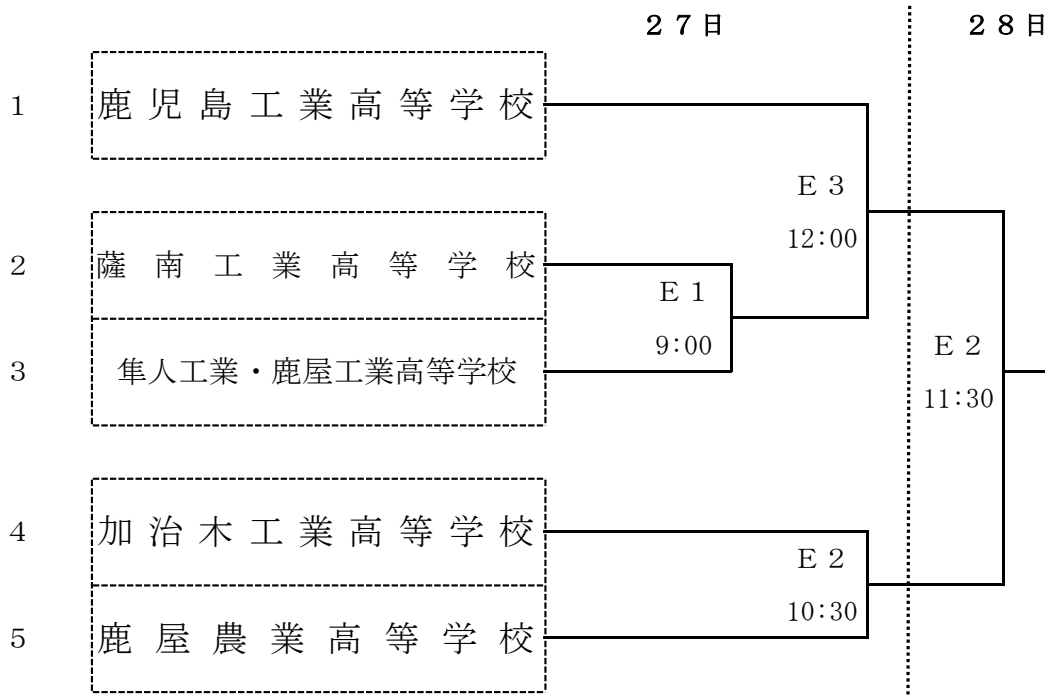 ２７日 ２８日
1 鹿児島工業高等学校
Ｅ３
12:00
2 薩南工業高等学校
Ｅ１
9:00
3 隼人工業・鹿屋工業高等学校
Ｅ２
11:30
4 加治木工業高等学校
Ｅ２
10:30
5 鹿屋農業高等学校